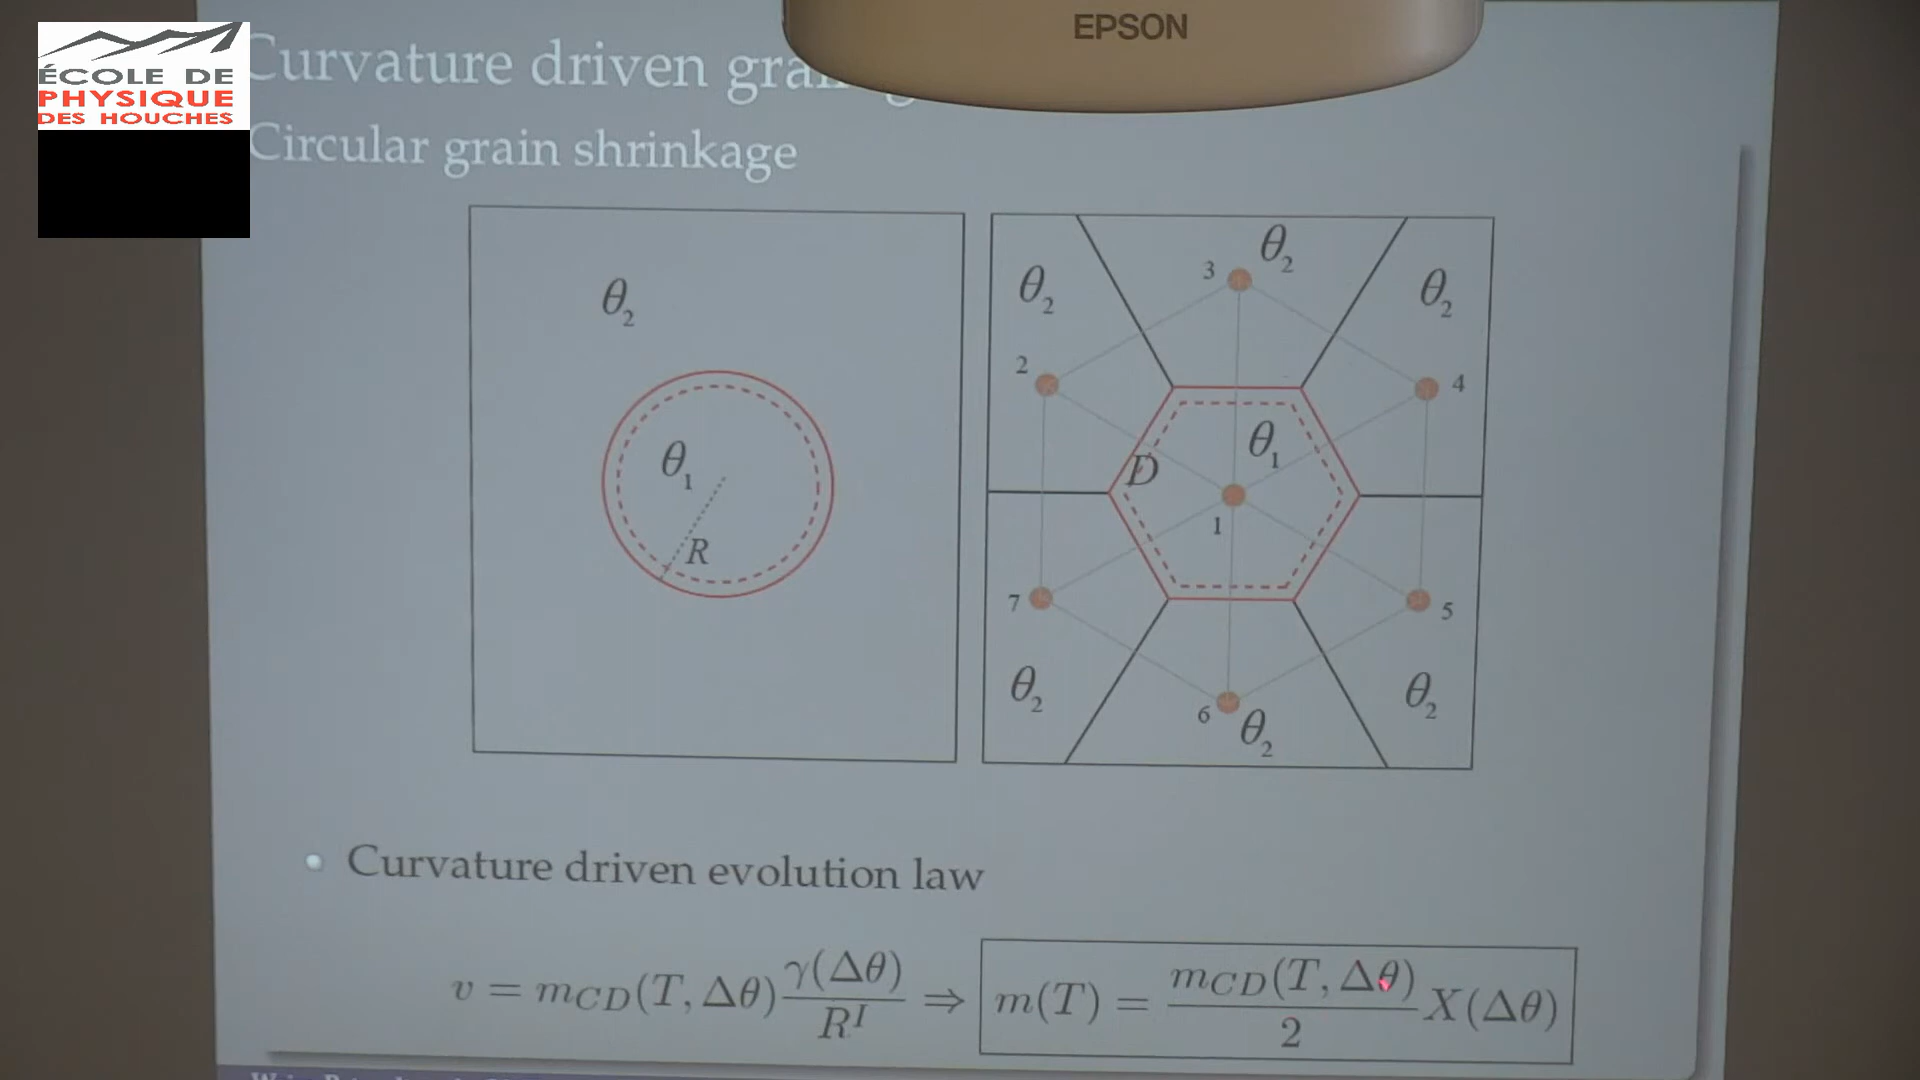 EPSON
ÉCOLE DE
PHYSIQUE
DES HOUCHES
Curvature driven
Circular grain shrinkage
θ2
θ1
R
θ2
3
θ2
θ2
2
4
θ1
D
1
7
5
θ2
θ2
6
θ2
Curvature driven evolution law
v = mCD(T, Δθ) γ(Δθ) / R^I ⇒ m(T) = mCD(T, Δθ) / 2 X(Δθ)